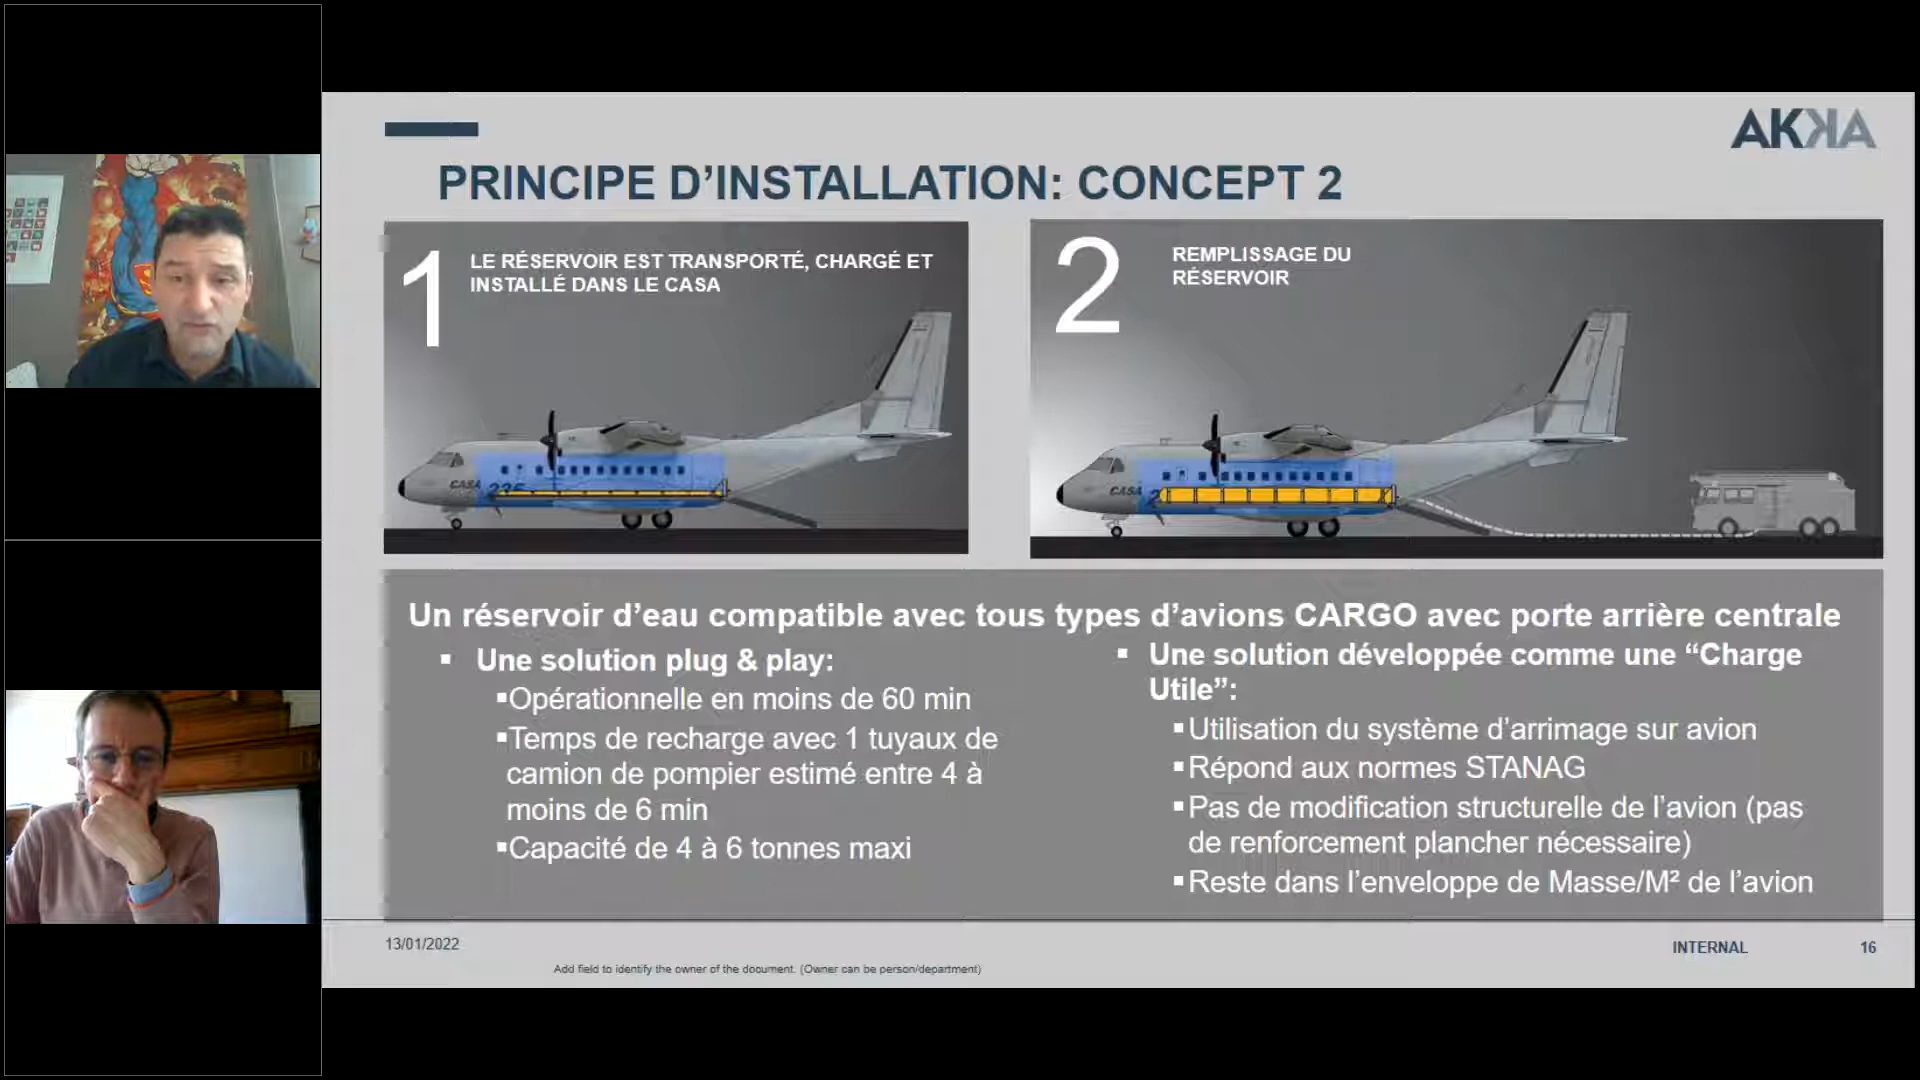 AKKA
PRINCIPE D’INSTALLATION: CONCEPT 2
1
LE RÉSERVOIR EST TRANSPORTÉ, CHARGÉ ET
INSTALLÉ DANS LE CASA
CASA 235
2
REMPLISSAGE DU
RÉSERVOIR
CASA 2
Un réservoir d’eau compatible avec tous types d’avions CARGO avec porte arrière centrale
▪ Une solution plug & play:
▪Opérationnelle en moins de 60 min
▪Temps de recharge avec 1 tuyaux de
camion de pompier estimé entre 4 à
moins de 6 min
▪Capacité de 4 à 6 tonnes maxi
▪ Une solution développée comme une “Charge
Utile”:
▪Utilisation du système d’arrimage sur avion
▪Répond aux normes STANAG
▪Pas de modification structurelle de l’avion (pas
de renforcement plancher nécessaire)
▪Reste dans l’enveloppe de Masse/M² de l’avion
13/01/2022
INTERNAL
16
Add field to identify the owner of the document. (Owner can be person/department)